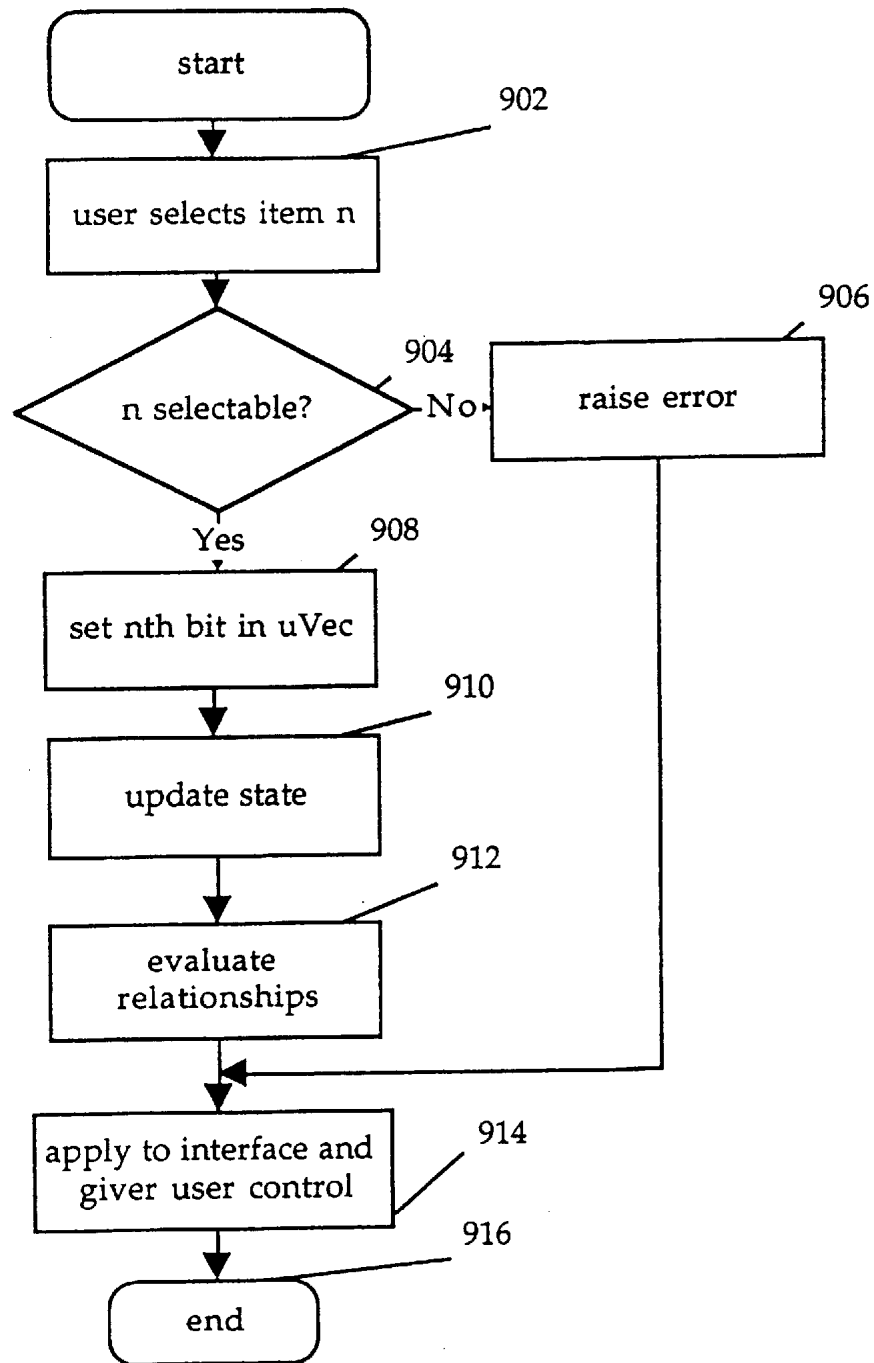 start
902
user selects item n
906
904
n selectable?
No
raise error
Yes
908
set nth bit in uVec
910
update state
912
evaluate
relationships
apply to interface and
giver user control
914
916
end